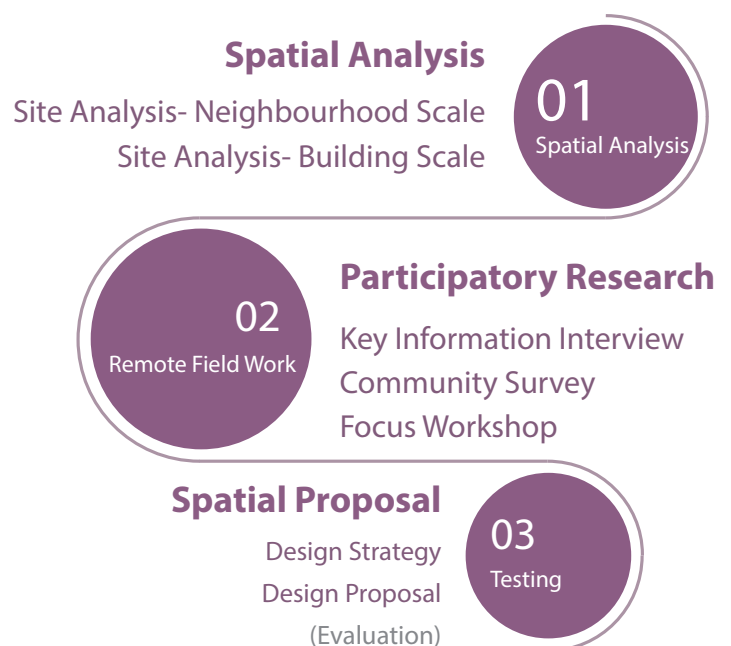 Spatial Analysis
Site Analysis- Neighbourhood Scale
Site Analysis- Building Scale
01
Spatial Analysis
02
Remote Field Work
Participatory Research
Key Information Interview
Community Survey
Focus Workshop
Spatial Proposal
Design Strategy
Design Proposal
(Evaluation)
03
Testing